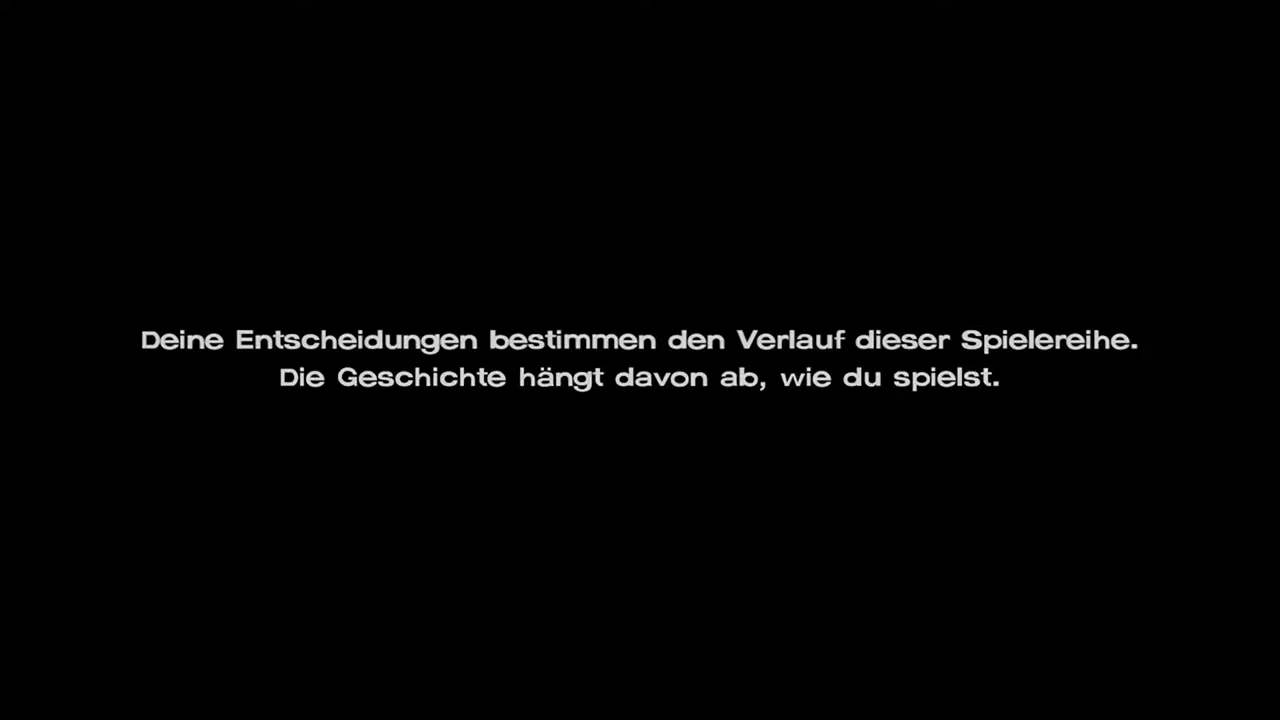 Deine Entscheidungen bestimmen den Verlauf dieser Spielereihe.
Die Geschichte hängt davon ab, wie du spielst.